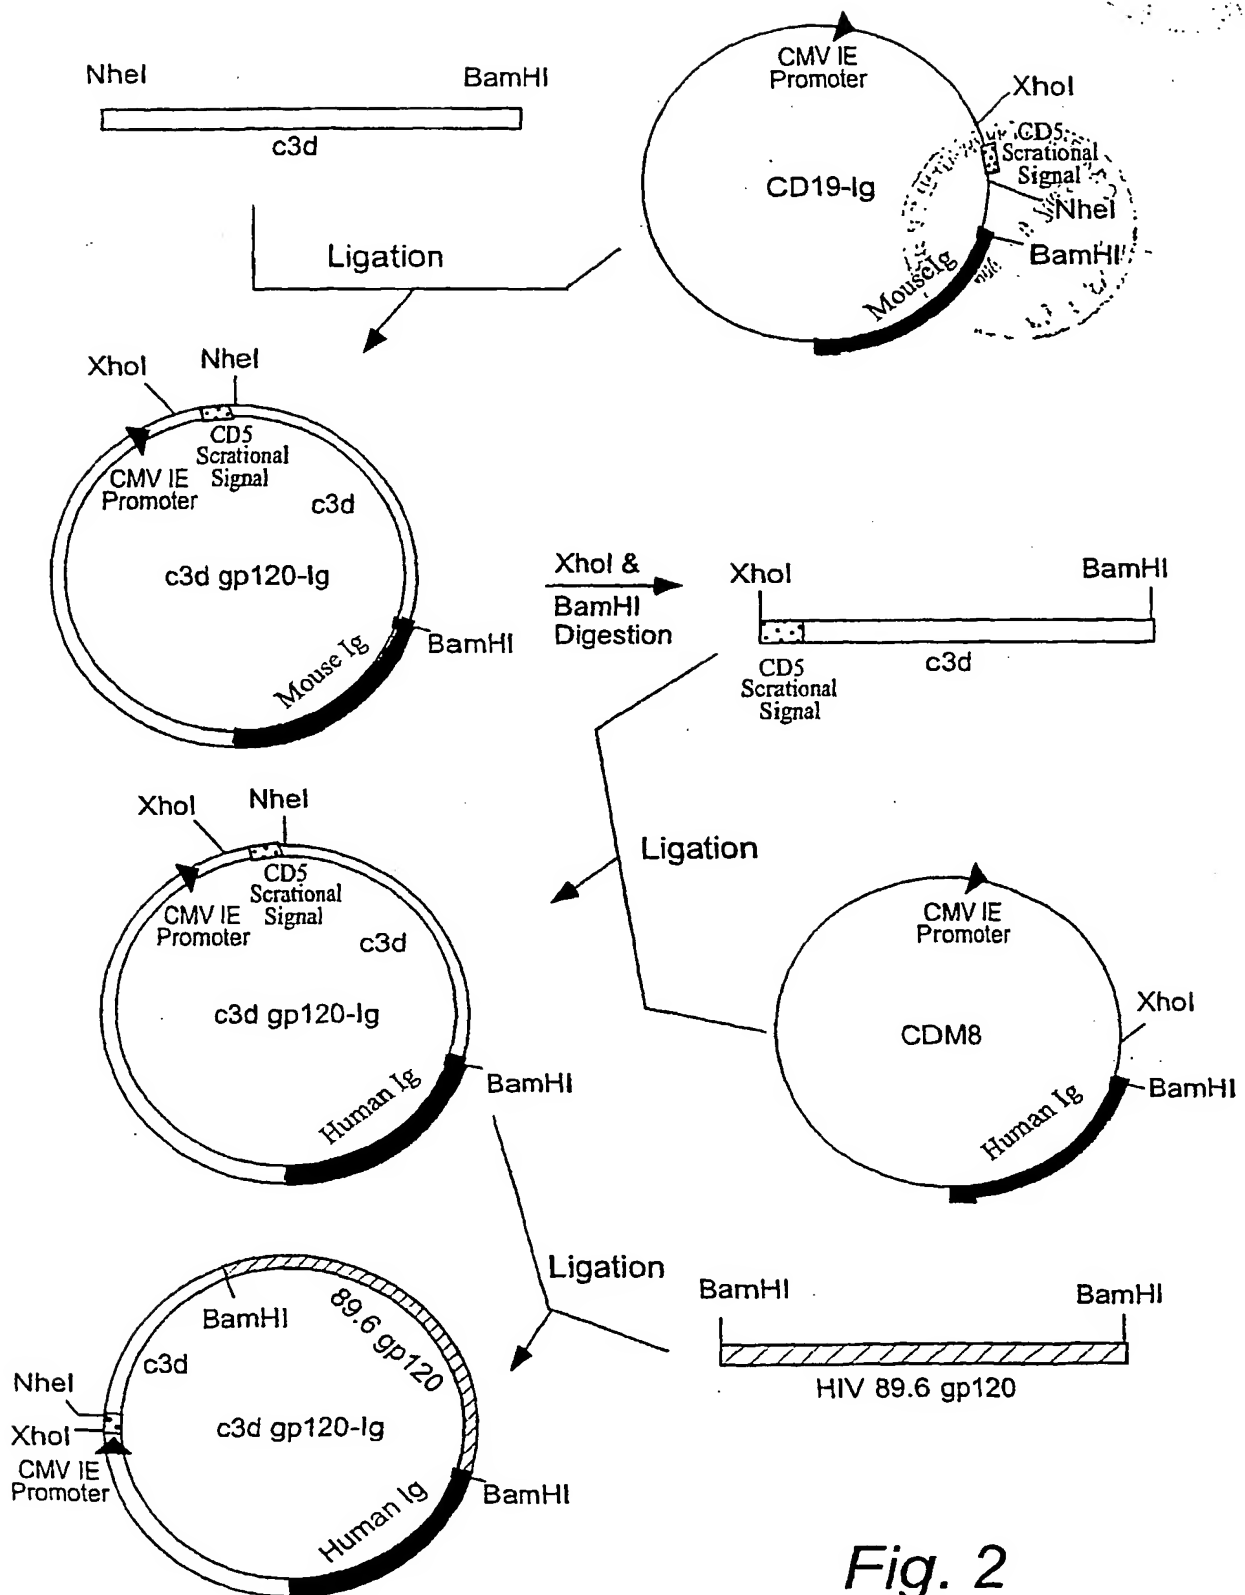 NheI
BamHI
c3d
CMV IE
Promoter
XhoI
CD5
Scrational
Signal
CD19-Ig
NheI
BamHI
MouseIg
Ligation
XhoI
NheI
CD5
Scrational
Signal
CMV IE
Promoter
c3d
c3d gp120-Ig
BamHI
Mouse Ig
XhoI &
BamHI
Digestion
XhoI
BamHI
c3d
CD5
Scrational
Signal
Ligation
XhoI
NheI
CD5
Scrational
Signal
CMV IE
Promoter
c3d
c3d gp120-Ig
BamHI
Human Ig
CMV IE
Promoter
XhoI
CDM8
BamHI
Human Ig
Ligation
BamHI
BamHI
HIV 89.6 gp120
BamHI
89.6 gp120
c3d
NheI
XhoI
CMV IE
Promoter
c3d gp120-Ig
BamHI
Human Ig
Fig. 2